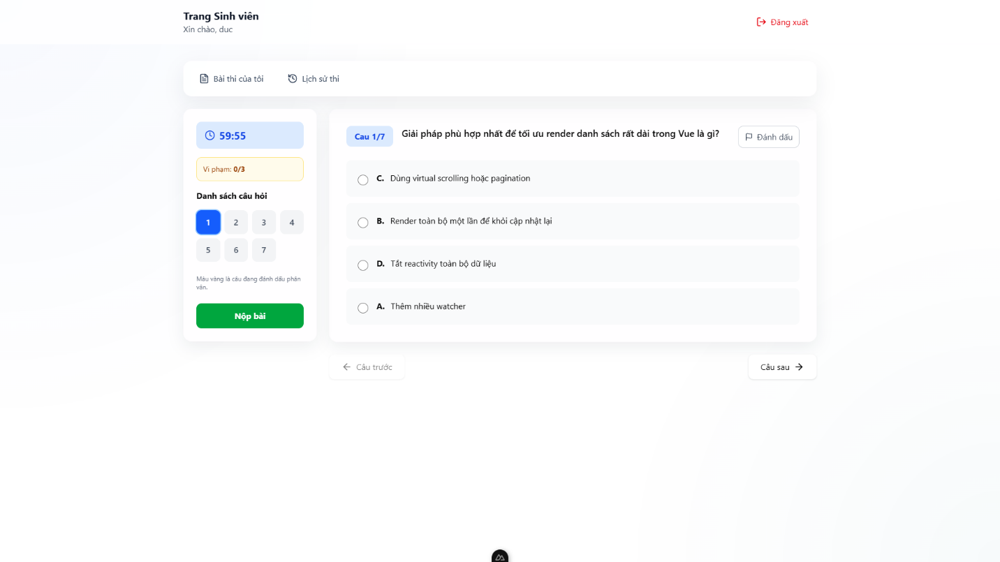 Trang Sinh viên
Xin chào, duc
Đăng xuất
Bài thi của tôi
Lịch sử thi
59:55
Vi phạm: 0/3
Danh sách câu hỏi
1
2
3
4
5
6
7
Màu vàng là câu đang đánh dấu phân
vân.
Nộp bài
Cau 1/7
Giải pháp phù hợp nhất để tối ưu render danh sách rất dài trong Vue là gì?
Đánh dấu
C. Dùng virtual scrolling hoặc pagination
B. Render toàn bộ một lần để khỏi cập nhật lại
D. Tắt reactivity toàn bộ dữ liệu
A. Thêm nhiều watcher
Câu trước
Câu sau